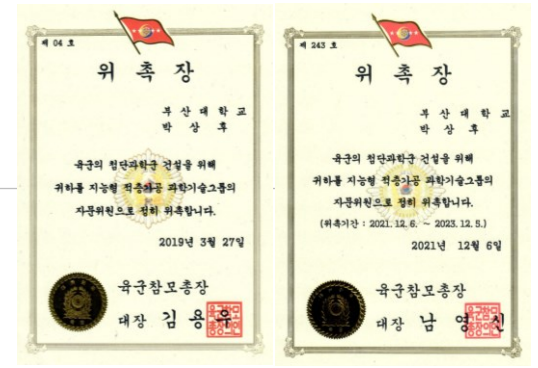 제 04 호
위 촉 장
부 산 대 학 교
박 상 후
육군의 첨단과학군 건설을 위해
귀하를 지능형 적층가공 과학기술그룹의
자문위원으로 정히 위촉합니다.
2019년 3월 27일
육군참모총장
대장 김 용 우
제 243 호
위 촉 장
부 산 대 학 교
박 상 후
육군의 첨단과학군 건설을 위해
귀하를 지능형 적층가공 과학기술그룹의
자문위원으로 정히 위촉합니다.
(위촉기간 : 2021. 12. 6. ~ 2023. 12. 5.)
2021년 12월 6일
육군참모총장
대장 남 영 신